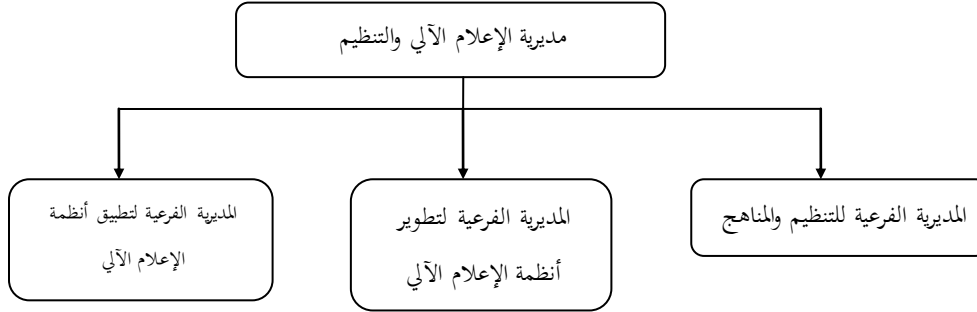 مديرية الإعلام الآلي والتنظيم
المديرية الفرعية للتنظيم والمناهج
المديرية الفرعية لتطوير
أنظمة الإعلام الآلي
المديرية الفرعية لتطبيق أنظمة
الإعلام الآلي